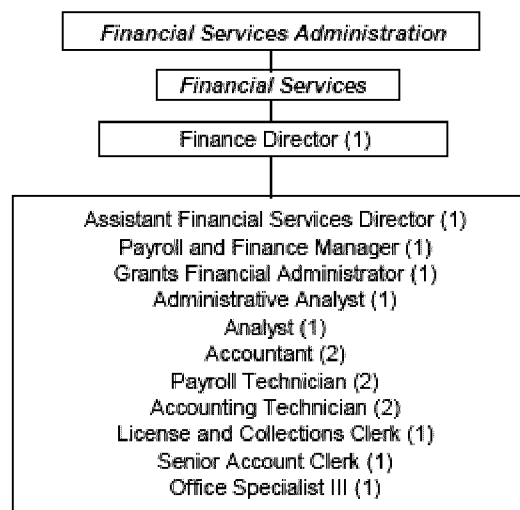 Financial Services Administration
Financial Services
Finance Director (1)
Assistant Financial Services Director (1)
Payroll and Finance Manager (1)
Grants Financial Administrator (1)
Administrative Analyst (1)
Analyst (1)
Accountant (2)
Payroll Technician (2)
Accounting Technician (2)
License and Collections Clerk (1)
Senior Account Clerk (1)
Office Specialist III (1)